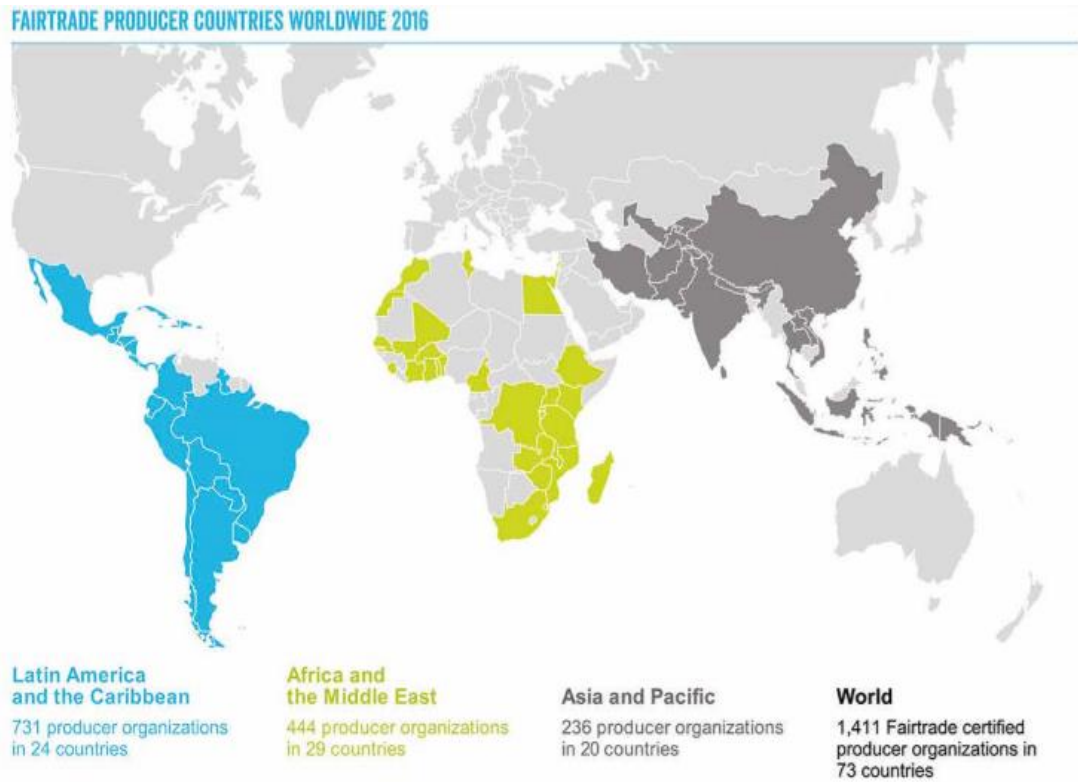 FAIRTRADE PRODUCER COUNTRIES WORLDWIDE 2016
Latin America
and the Caribbean
731 producer organizations
in 24 countries
Africa and
the Middle East
444 producer organizations
in 29 countries
Asia and Pacific
236 producer organizations
in 20 countries
World
1,411 Fairtrade certified
producer organizations in
73 countries